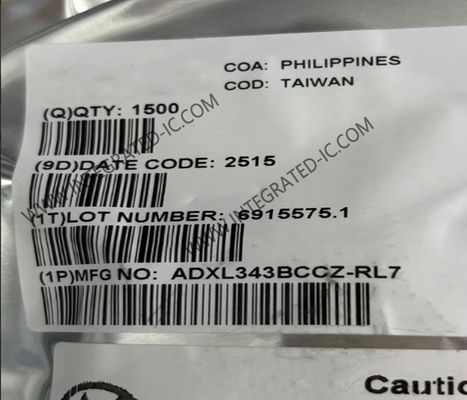 COA: PHILIPPINES
COD: TAIWAN
(Q)QTY: 1500
(9D)DATE CODE: 2515
(1T)LOT NUMBER: 6915575.1
(1P)MFG NO: ADXL343BCCZ-RL7
WWW.INTEGRATED-IC.COM
WWW.INTEGRATED-IC.COM